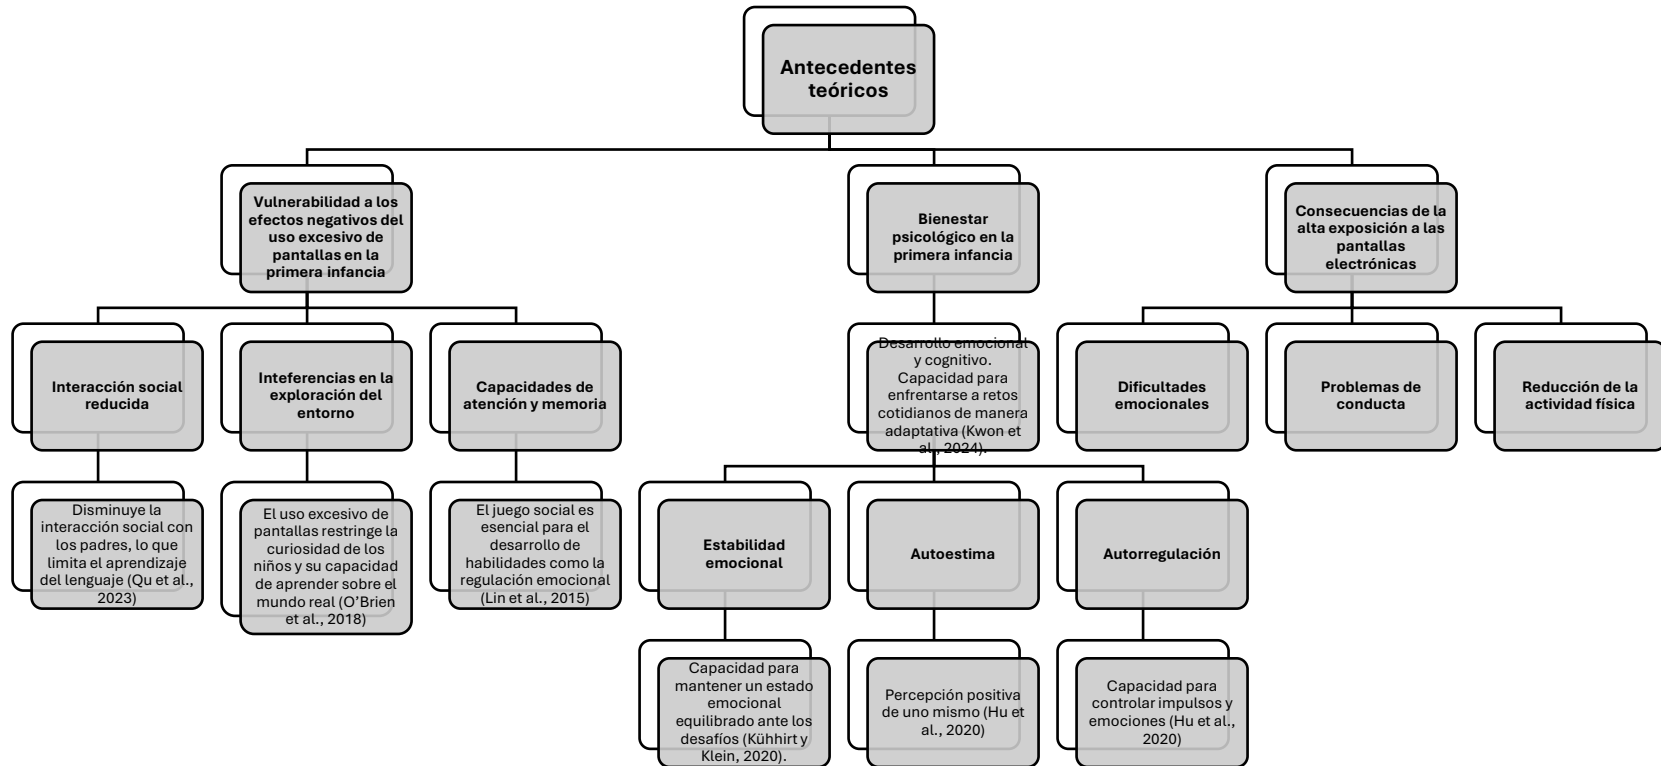 Antecedentes
teóricos
Vulnerabilidad a los
efectos negativos del
uso excesivo de
pantallas en la
primera infancia
Bienestar
psicológico en la
primera infancia
Consecuencias de la
alta exposición a las
pantallas
electrónicas
Interacción social
reducida
Inteferencias en la
exploración del
entorno
Capacidades de
atención y memoria
Desarrollo emocional
y cognitivo.
Capacidad para
enfrentarse a retos
cotidianos de manera
adaptativa (Kwon et
al., 2024).
Dificultades
emocionales
Problemas de
conducta
Reducción de la
actividad física
Disminuye la
interacción social con
los padres, lo que
limita el aprendizaje
del lenguaje (Qu et al.,
2023)
El uso excesivo de
pantallas restringe la
curiosidad de los
niños y su capacidad
de aprender sobre el
mundo real (O’Brien
et al., 2018)
El juego social es
esencial para el
desarrollo de
habilidades como la
regulación emocional
(Lin et al., 2015)
Estabilidad
emocional
Autoestima
Autorregulación
Capacidad para
mantener un estado
emocional
equilibrado ante los
desafíos (Kühhirt y
Klein, 2020).
Percepción positiva
de uno mismo (Hu et
al., 2020)
Capacidad para
controlar impulsos y
emociones (Hu et al.,
2020)